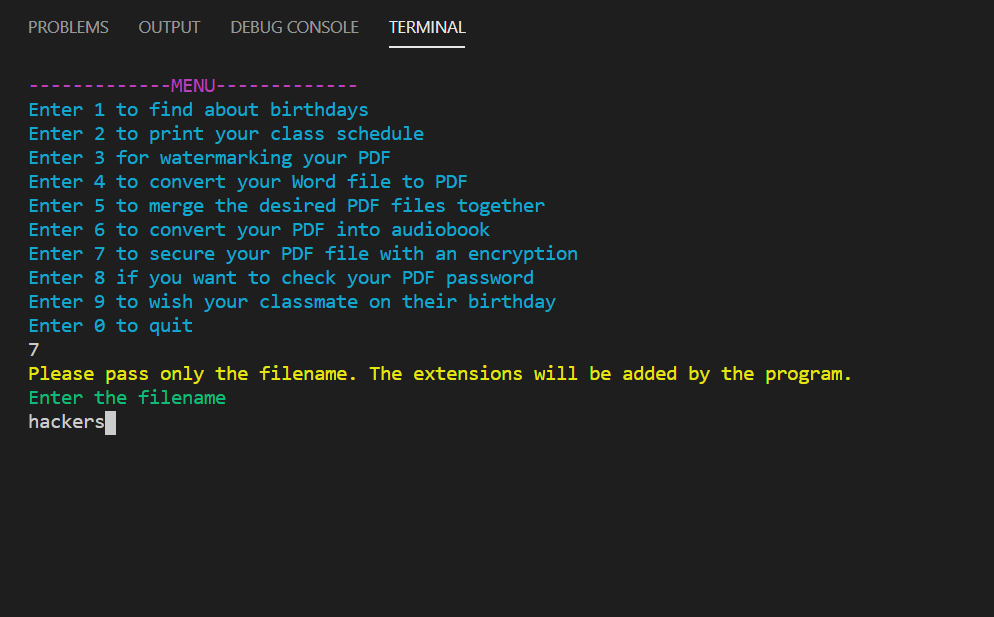 PROBLEMS OUTPUT DEBUG CONSOLE TERMINAL
-------------MENU-------------
Enter 1 to find about birthdays
Enter 2 to print your class schedule
Enter 3 for watermarking your PDF
Enter 4 to convert your Word file to PDF
Enter 5 to merge the desired PDF files together
Enter 6 to convert your PDF into audiobook
Enter 7 to secure your PDF file with an encryption
Enter 8 if you want to check your PDF password
Enter 9 to wish your classmate on their birthday
Enter 0 to quit
7
Please pass only the filename. The extensions will be added by the program.
Enter the filename
hackers